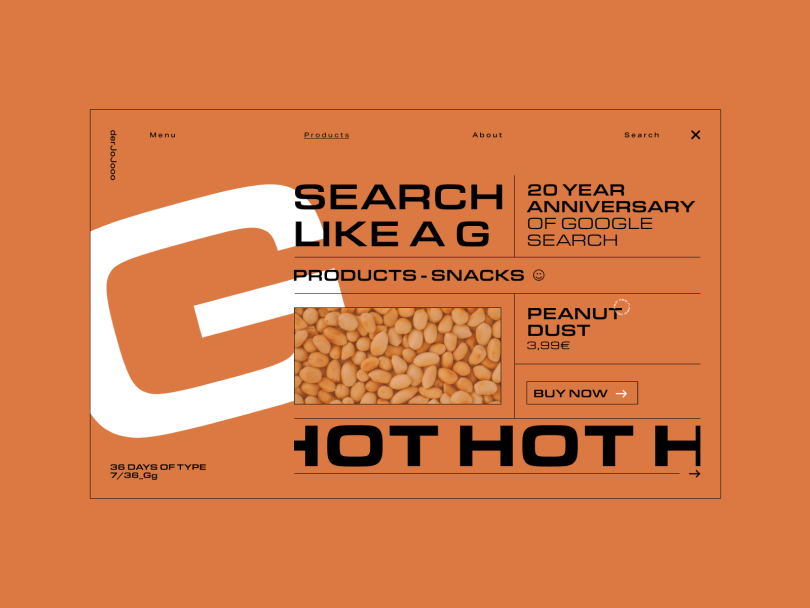 derJoJooo
Menu
Products
About
Search
G
SEARCH
LIKE A G
20 YEAR
ANNIVERSARY
OF GOOGLE
SEARCH
PRODUCTS - SNACKS
PEANUT
DUST
3,99€
BUY NOW
HOT HOT H
36 DAYS OF TYPE
7/36_Gg